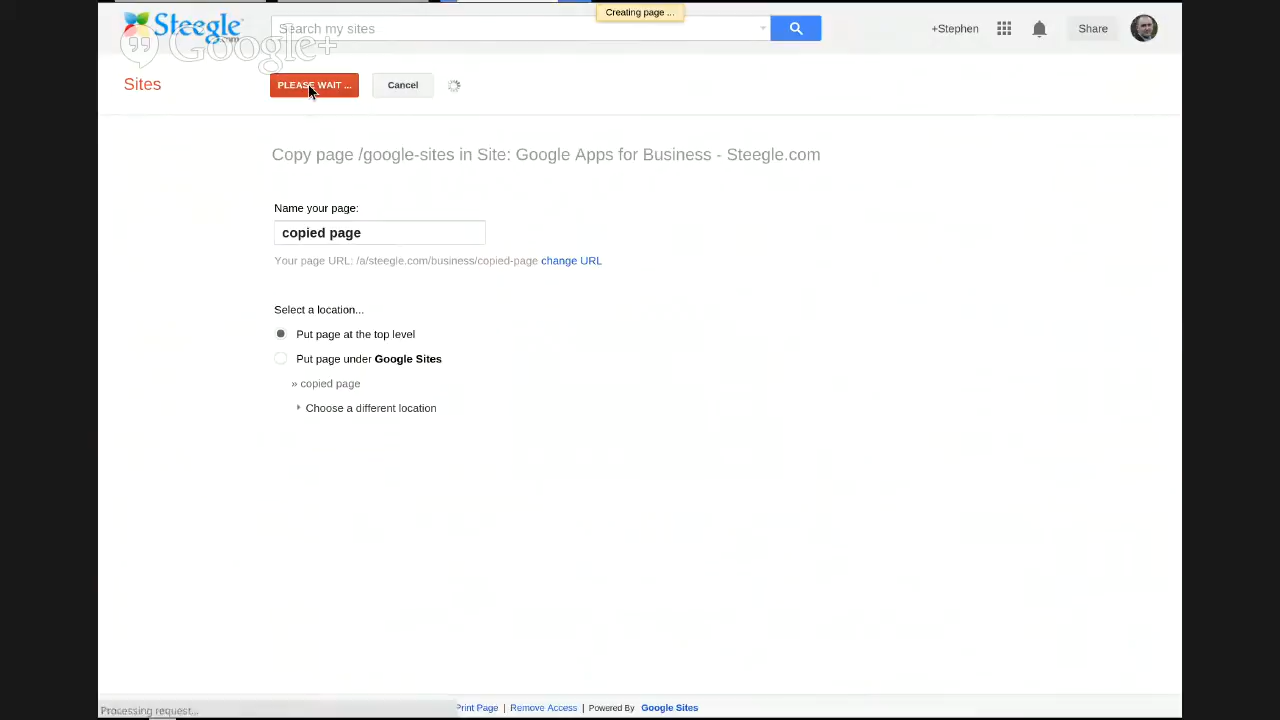 Creating page ...
Steegle
.com
Search my sites
+Stephen
Share
Google+
Sites
PLEASE WAIT ...
Cancel
Copy page /google-sites in Site: Google Apps for Business - Steegle.com
Name your page:
copied page
Your page URL: /a/steegle.com/business/copied-page change URL
Select a location...
Put page at the top level
Put page under Google Sites
» copied page
Choose a different location
Processing request...
Print Page | Remove Access | Powered By Google Sites